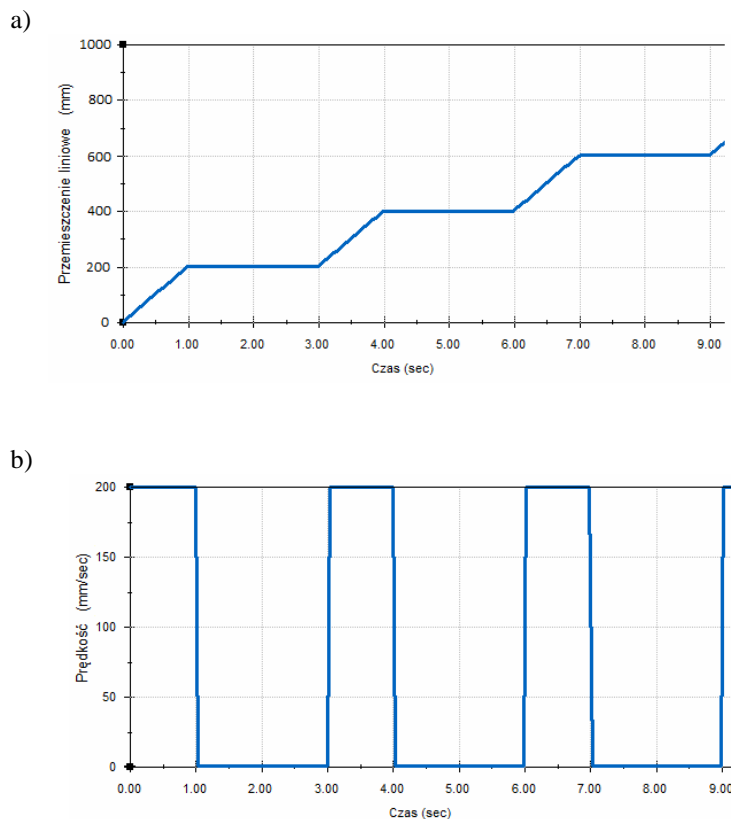 a)
1000
800
600
400
200
0
Przemieszczenie liniowe (mm)
0.00 1.00 2.00 3.00 4.00 5.00 6.00 7.00 8.00 9.00
Czas (sec)
b)
200
150
100
50
0
Prędkość (mm/sec)
0.00 1.00 2.00 3.00 4.00 5.00 6.00 7.00 8.00 9.00
Czas (sec)